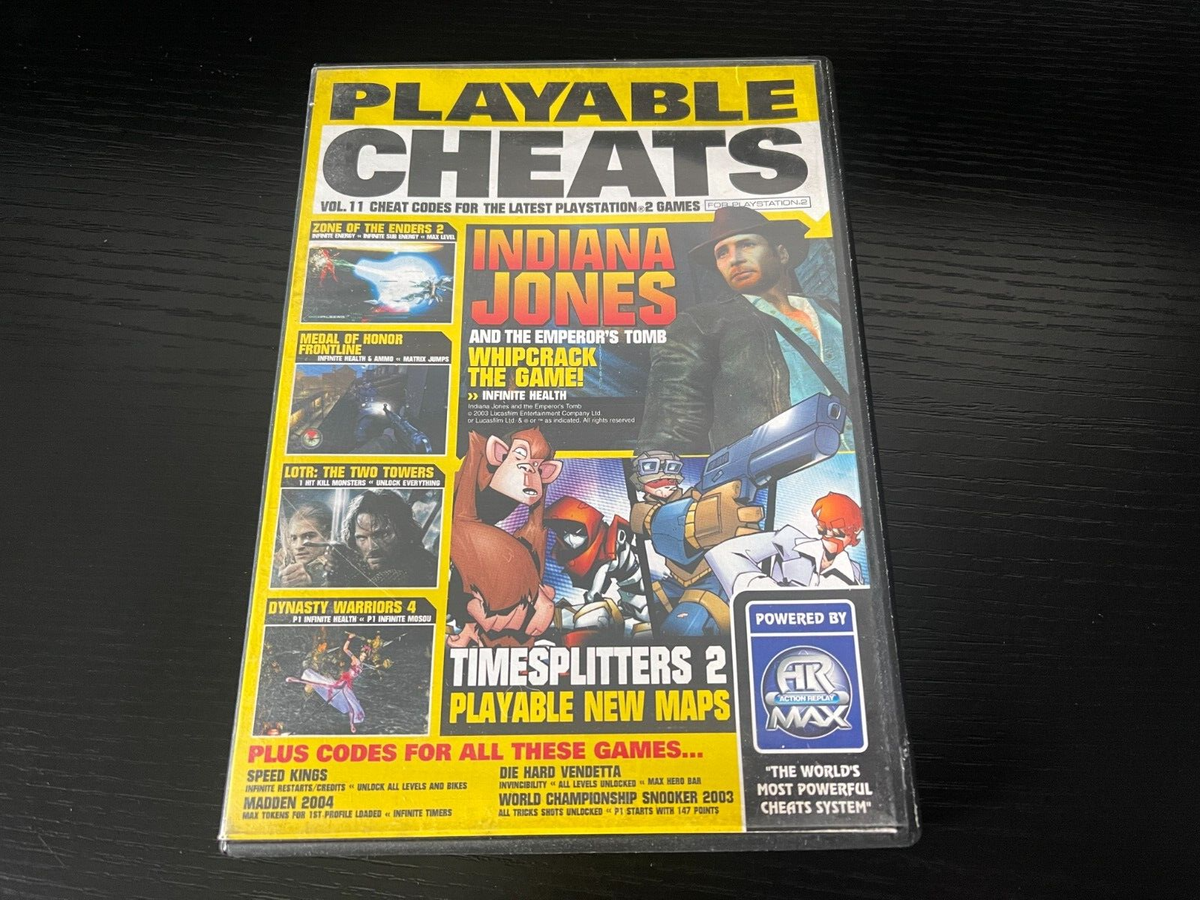 PLAYABLE
CHEATS
VOL.11 CHEAT CODES FOR THE LATEST PLAYSTATION®2 GAMES
FOR PLAYSTATION 2
ZONE OF THE ENDERS 2
INFINITE ENERGY « INFINITE SUB ENERGY « MAX LEVEL
MEDAL OF HONOR
FRONTLINE
INFINITE HEALTH & AMMO « MATRIX JUMPS
LOTR: THE TWO TOWERS
1 HIT KILL MONSTERS « UNLOCK EVERYTHING
DYNASTY WARRIORS 4
P1 INFINITE HEALTH « P1 INFINITE MOSOU
INDIANA
JONES
AND THE EMPEROR'S TOMB
WHIPCRACK
THE GAME!
›› INFINITE HEALTH
Indiana Jones and the Emperor's Tomb
© 2003 Lucasfilm Entertainment Company Ltd.
or Lucasfilm Ltd. & ® or ™ as indicated. All rights reserved
TIMESPLITTERS 2
PLAYABLE NEW MAPS
POWERED BY
AR
ACTION REPLAY
MAX
"THE WORLD'S
MOST POWERFUL
CHEATS SYSTEM"
PLUS CODES FOR ALL THESE GAMES...
SPEED KINGS
INFINITE RESTARTS/CREDITS « UNLOCK ALL LEVELS AND BIKES
MADDEN 2004
MAX TOKENS FOR 1ST PROFILE LOADED « INFINITE TIMERS
DIE HARD VENDETTA
INVINCIBILITY « ALL LEVELS UNLOCKED « MAX HERO BAR
WORLD CHAMPIONSHIP SNOOKER 2003
ALL TRICKS SHOTS UNLOCKED « P1 STARTS WITH 147 POINTS